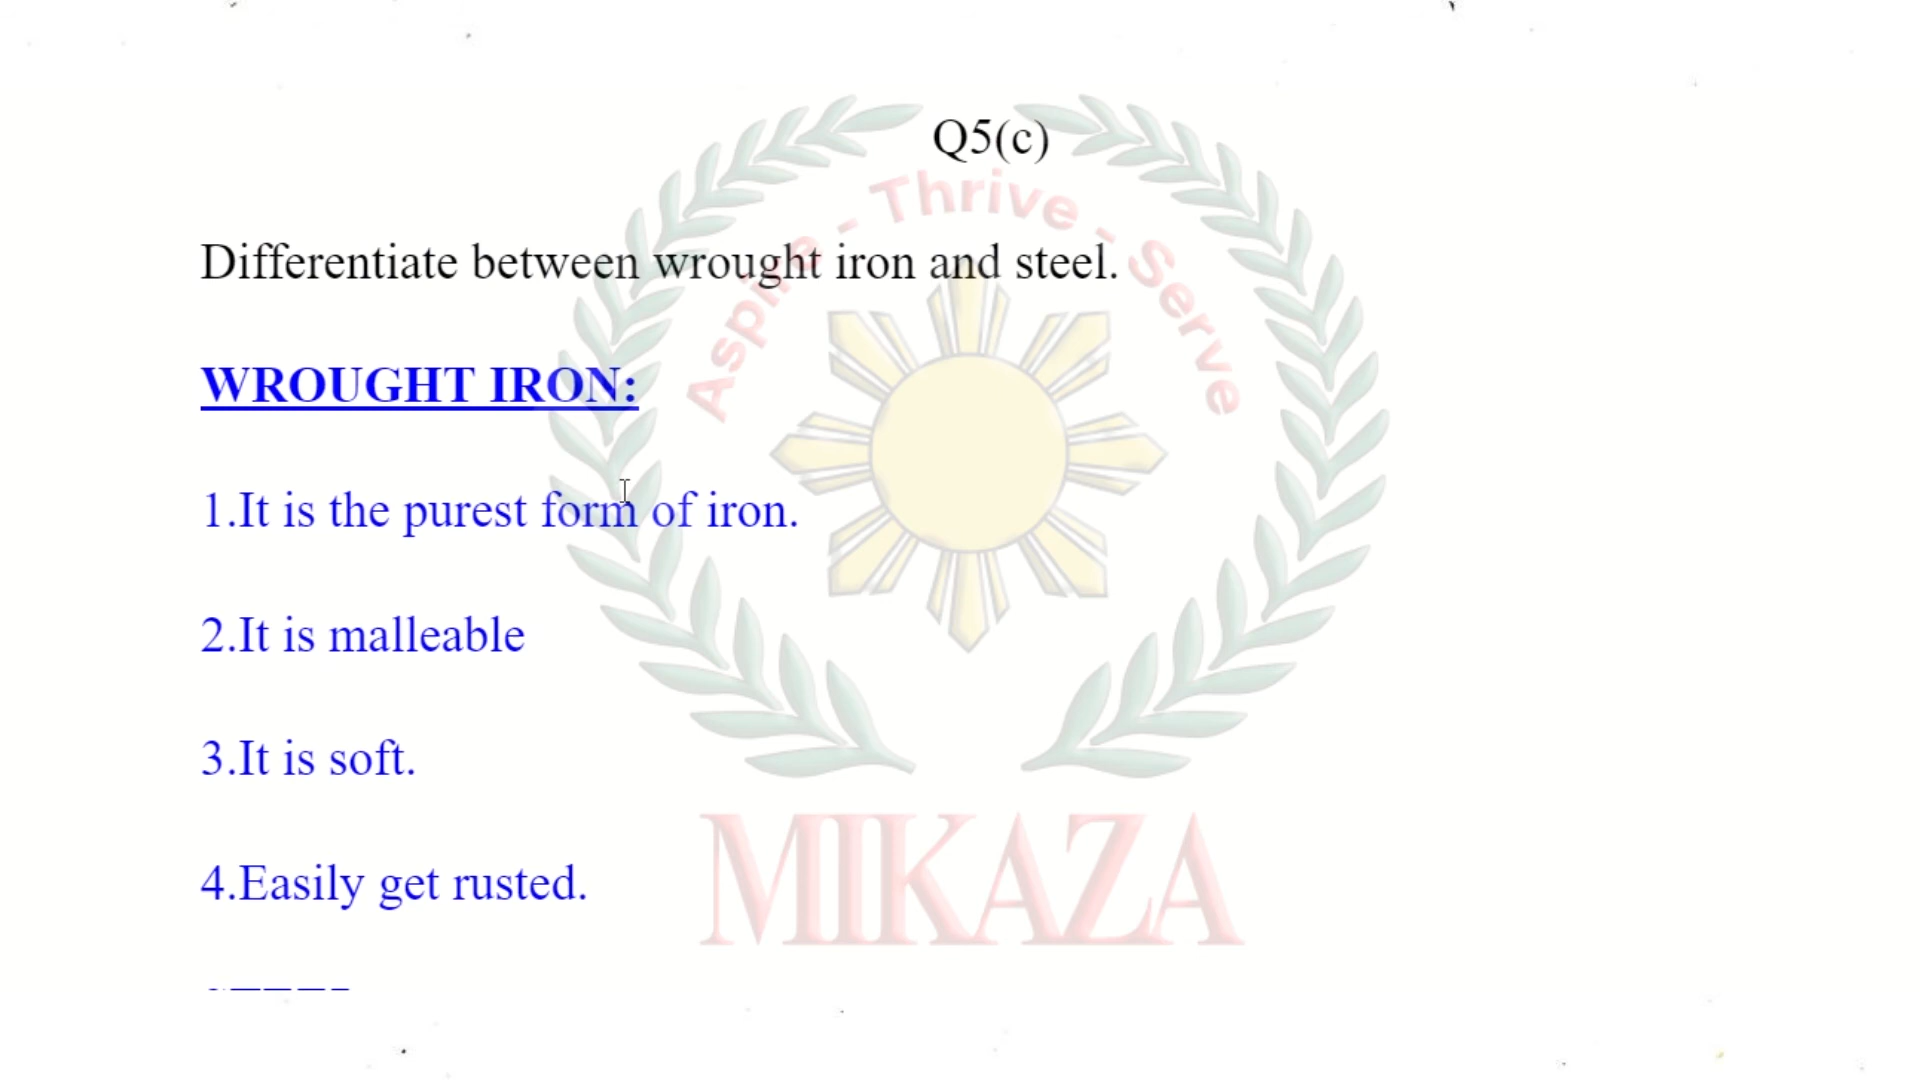 Q5(c)
Aspire - Thrive - Serve
Differentiate between wrought iron and steel.
WROUGHT IRON:
1.It is the purest form of iron.
2.It is malleable
3.It is soft.
4.Easily get rusted.
MIKAZA